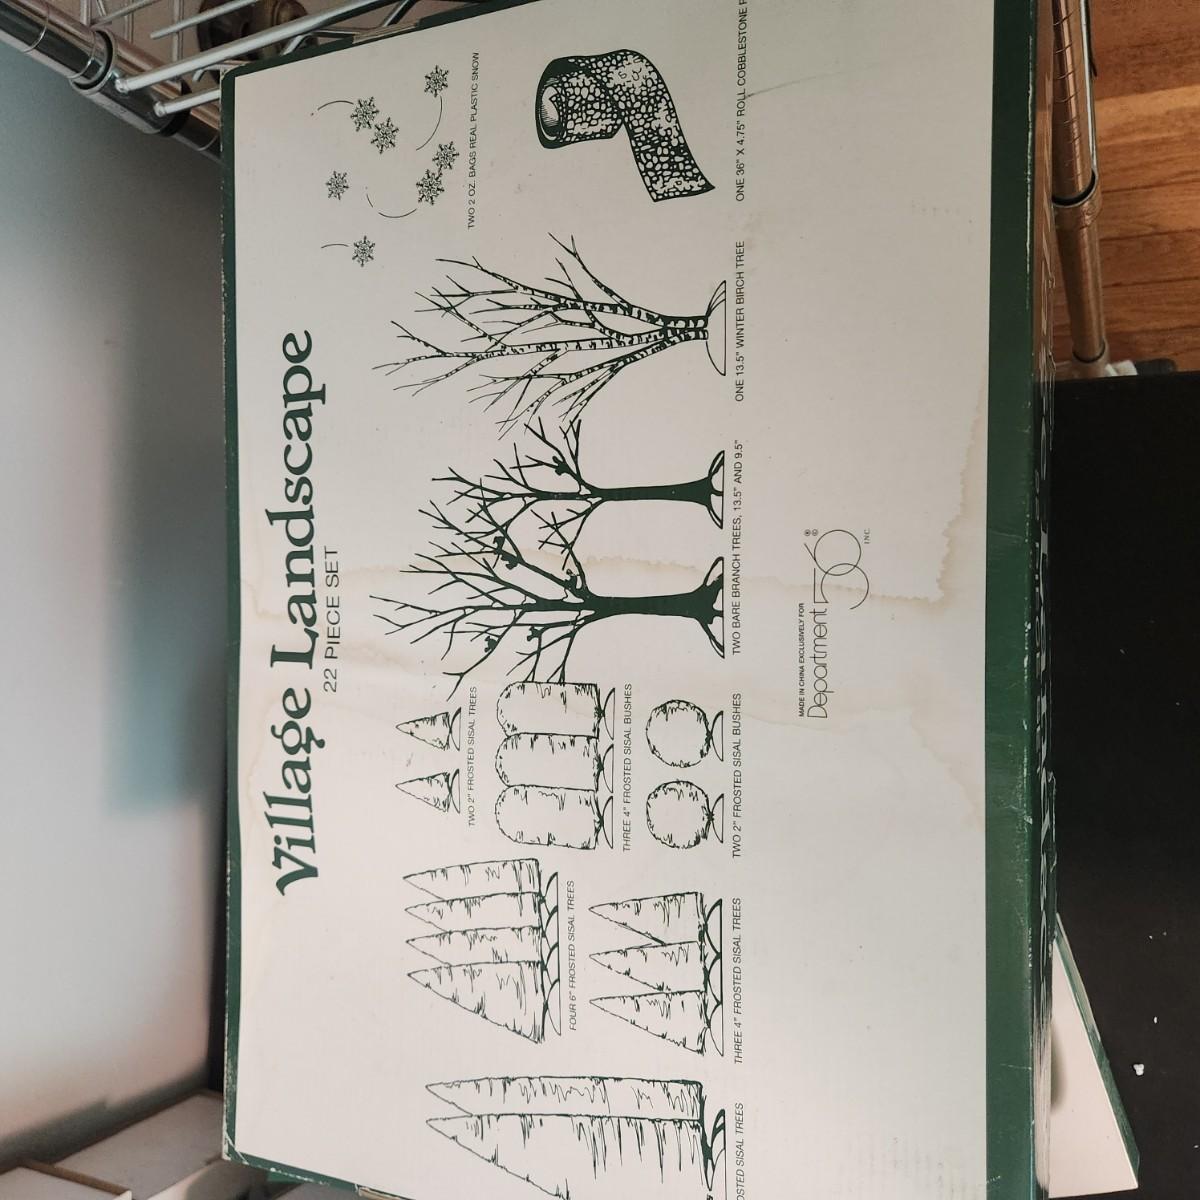 Village Landscape
22 PIECE SET
TWO 2 OZ. BAGS REAL PLASTIC SNOW
TWO 2" FROSTED SISAL TREES
FOUR 6" FROSTED SISAL TREES
THREE 4" FROSTED SISAL BUSHES
OSTED SISAL TREES
THREE 4" FROSTED SISAL TREES
TWO 2" FROSTED SISAL BUSHES
TWO BARE BRANCH TREES, 13.5" AND 9.5"
ONE 13.5" WINTER BIRCH TREE
ONE 36" X 4.75" ROLL COBBLESTONE
MADE IN CHINA EXCLUSIVELY FOR
Department 56 ® ©
INC.